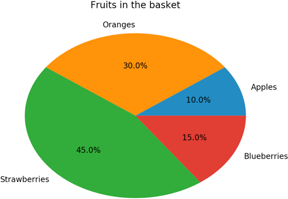 Fruits in the basket
Oranges
30.0%
Apples
10.0%
45.0%
15.0%
Blueberries
Strawberries